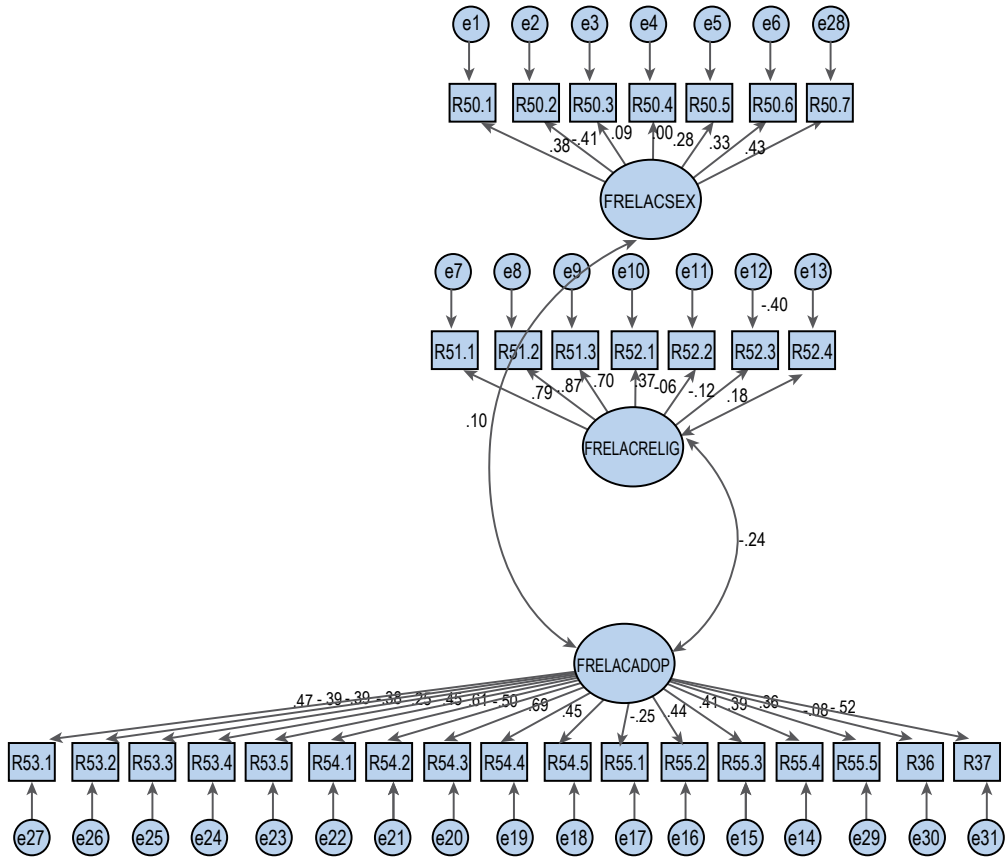 e1 e2 e3 e4 e5 e6 e28
R50.1 R50.2 R50.3 R50.4 R50.5 R50.6 R50.7
.38 -.41 .09 .00 .28 .33 .43
FRELACSEX
e7 e8 e9 e10 e11 e12 e13
-.40
R51.1 R51.2 R51.3 R52.1 R52.2 R52.3 R52.4
.79 .87 .70 .37 -06 -.12 .18
.10
FRELACRELIG
-.24
FRELACADOP
.47 -.39 -.39 -.38 .25 .45 .61 -.50 .69 .45 -.25 .44 .41 .39 .36 -.08 -.52
R53.1 R53.2 R53.3 R53.4 R53.5 R54.1 R54.2 R54.3 R54.4 R54.5 R55.1 R55.2 R55.3 R55.4 R55.5 R36 R37
e27 e26 e25 e24 e23 e22 e21 e20 e19 e18 e17 e16 e15 e14 e29 e30 e31